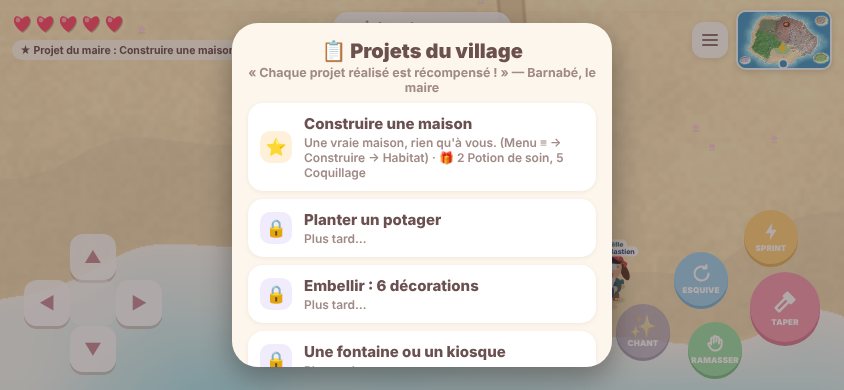 📋 Projets du village
« Chaque projet réalisé est récompensé ! » — Barnabé, le
maire
★ Projet du maire : Construire une maison
Construire une maison
Une vraie maison, rien qu'à vous. (Menu ≡ →
Construire → Habitat) · 🎁 2 Potion de soin, 5
Coquillage
Planter un potager
Plus tard...
Embellir : 6 décorations
Plus tard...
Une fontaine ou un kiosque
SPRINT
ESQUIVE
TAPER
CHANT
RAMASSER